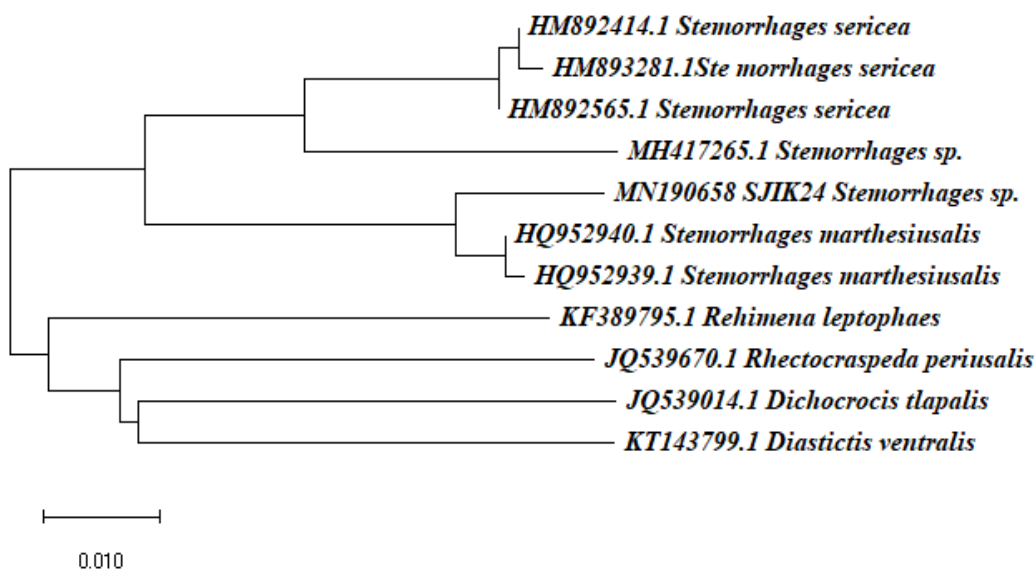 HM892414.1 Stemorrhages sericea
HM893281.1Ste morrhages sericea
HM892565.1 Stemorrhages sericea
MH417265.1 Stemorrhages sp.
MN190658 SJIK24 Stemorrhages sp.
HQ952940.1 Stemorrhages marthesiusalis
HQ952939.1 Stemorrhages marthesiusalis
KF389795.1 Rehimena leptophaes
JQ539670.1 Rhectocraspeda periusalis
JQ539014.1 Dichocrocis tlapalis
KT143799.1 Diastictis ventralis
0.010